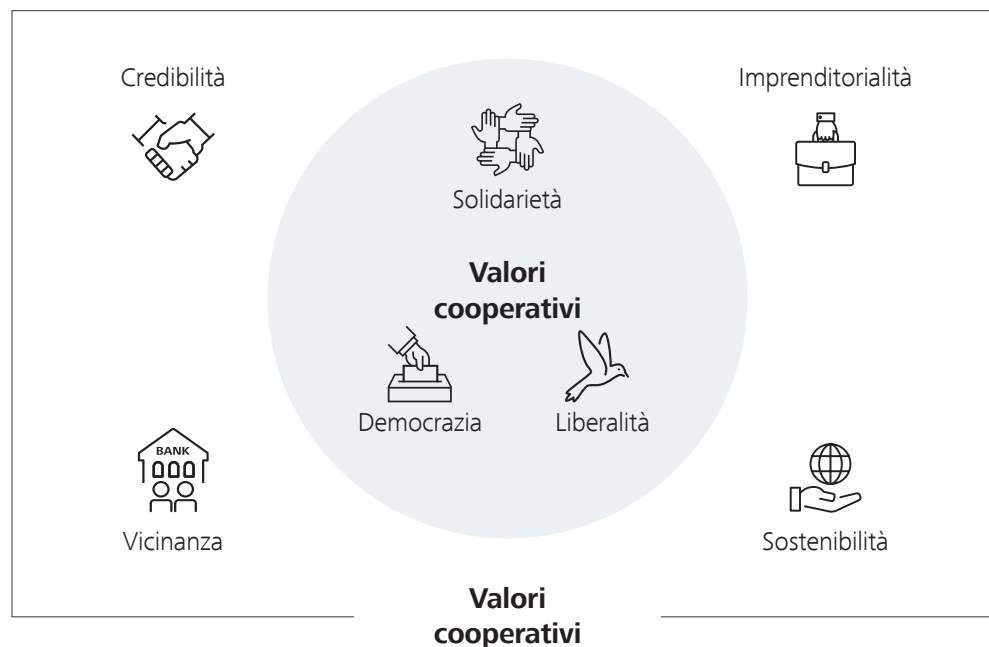 Credibilità
Imprenditorialità
Solidarietà
Valori
cooperativi
Democrazia
Liberalità
BANK
Vicinanza
Sostenibilità
Valori
cooperativi